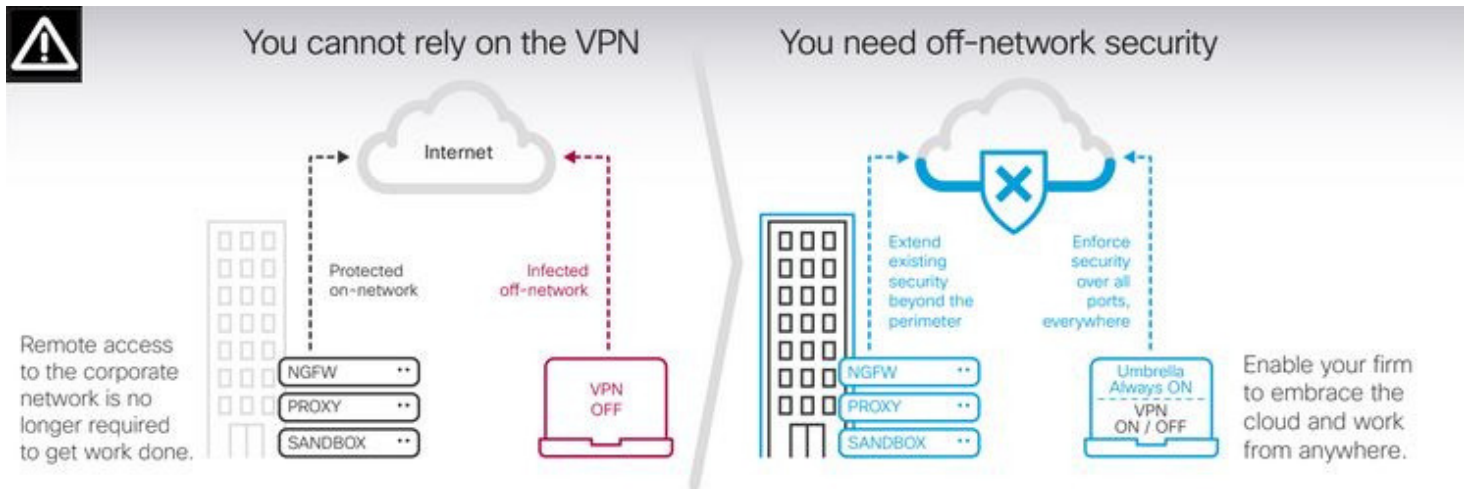 You cannot rely on the VPN
Internet
Protected
on-network
Infected
off-network
Remote access
to the corporate
network is no
longer required
to get work done.
NGFW
PROXY
SANDBOX
VPN
OFF
You need off-network security
Extend
existing
security
beyond the
perimeter
Enforce
security
over all
ports,
everywhere
NGFW
PROXY
SANDBOX
Umbrella
Always ON
VPN
ON / OFF
Enable your firm
to embrace the
cloud and work
from anywhere.